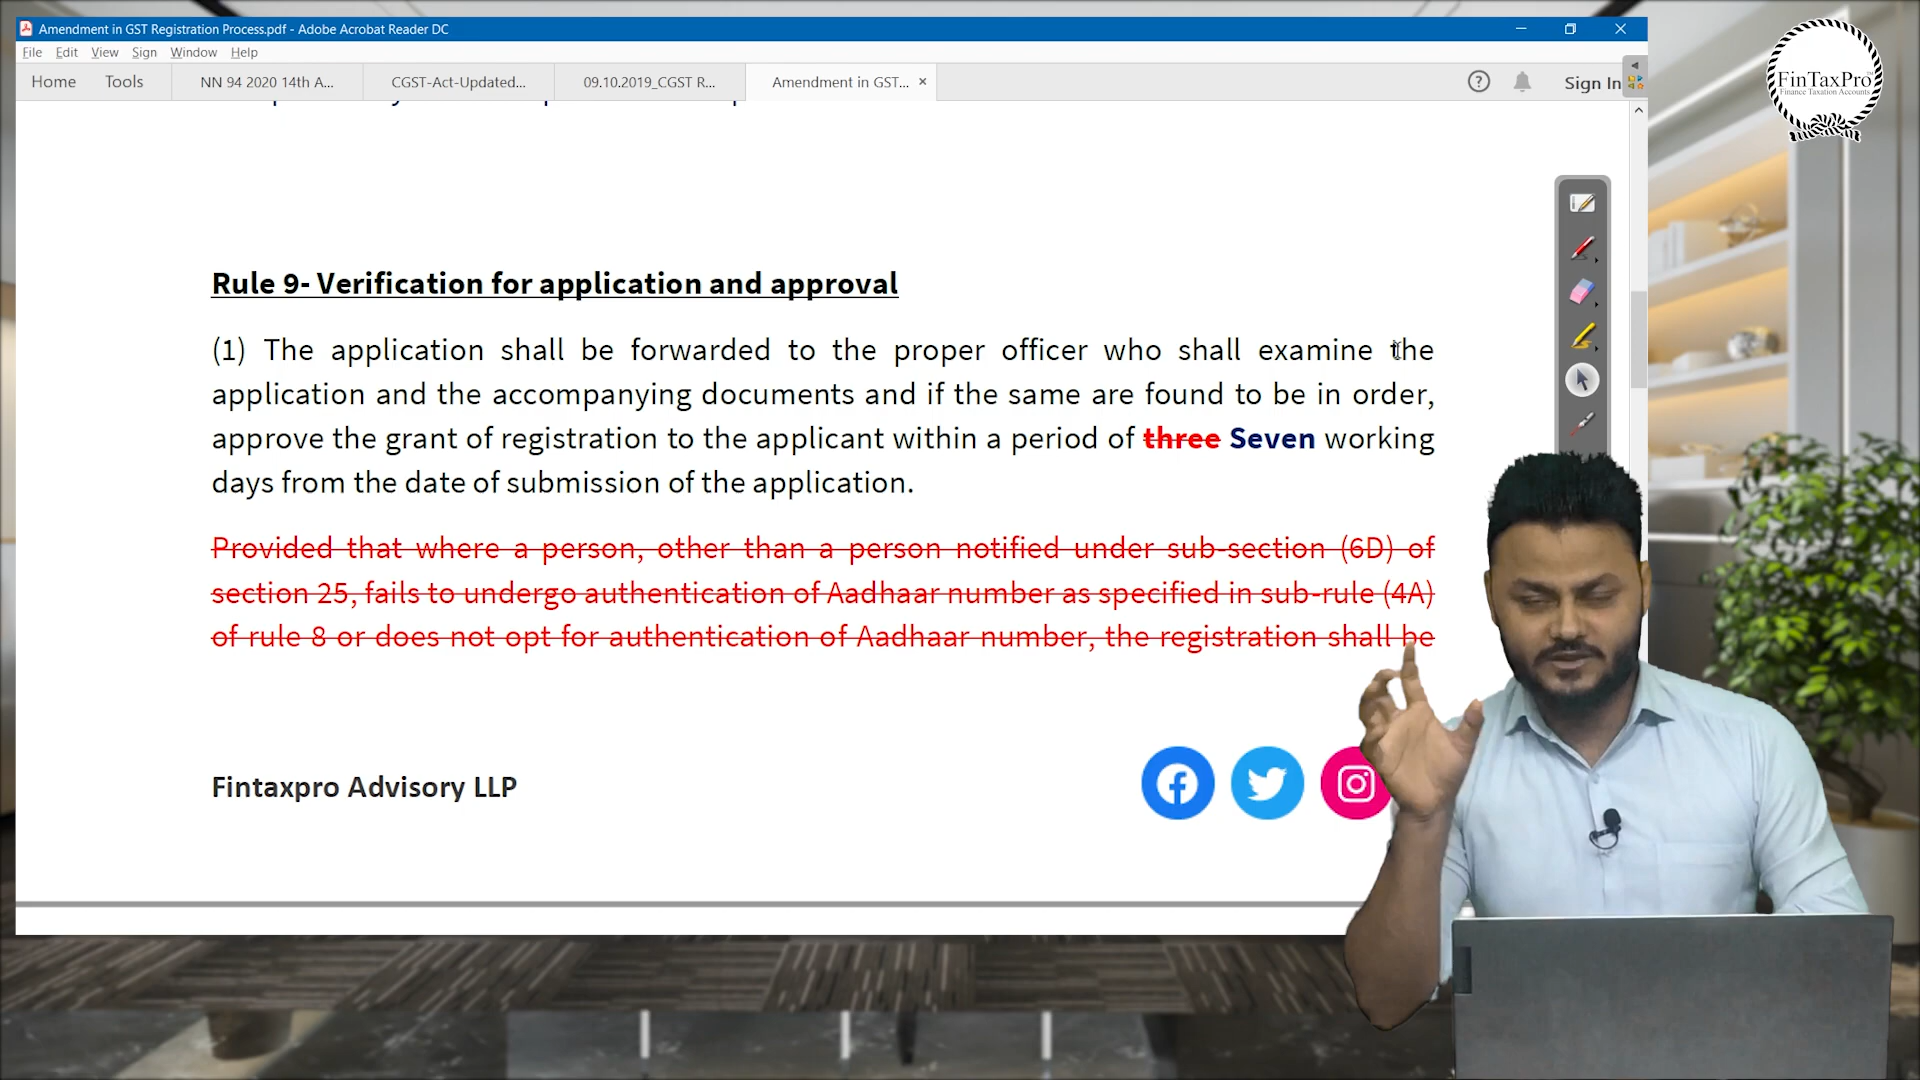 Amendment in GST Registration Process.pdf - Adobe Acrobat Reader DC
File Edit View Sign Window Help
Home Tools NN 94 2020 14th A... CGST-Act-Updated... 09.10.2019_CGST R... Amendment in GST... × Sign In
FinTaxPro
Finance Taxation Accounts
Rule 9- Verification for application and approval
(1) The application shall be forwarded to the proper officer who shall examine the
application and the accompanying documents and if the same are found to be in order,
approve the grant of registration to the applicant within a period of three Seven working
days from the date of submission of the application.
Provided that where a person, other than a person notified under sub-section (6D) of
section 25, fails to undergo authentication of Aadhaar number as specified in sub-rule (4A)
of rule 8 or does not opt for authentication of Aadhaar number, the registration shall be
Fintaxpro Advisory LLP